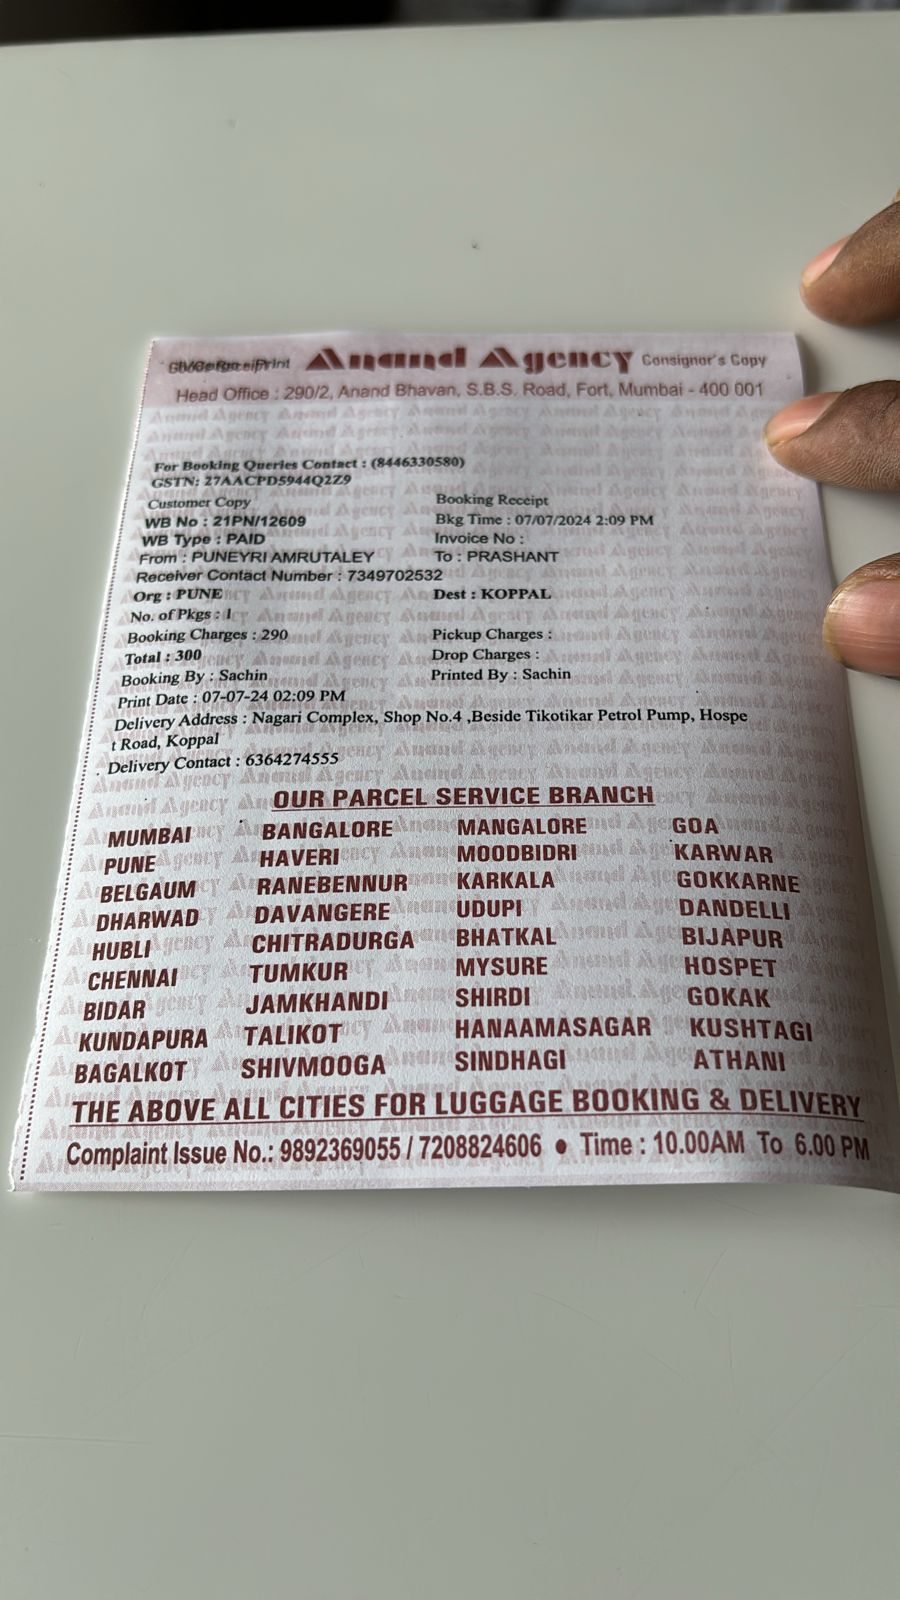 Anand Agency Consignor's Copy
Head Office : 290/2, Anand Bhavan, S.B.S. Road, Fort, Mumbai - 400 001
For Booking Queries Contact : (8446330580)
GSTN: 27AACPD5944Q2Z9
Customer Copy Booking Receipt
WB No : 21PN/12609 Bkg Time : 07/07/2024 2:09 PM
WB Type : PAID Invoice No :
From : PUNEYRI AMRUTALEY To : PRASHANT
Receiver Contact Number : 7349702532
Org : PUNE Dest : KOPPAL
No. of Pkgs : 1
Booking Charges : 290 Pickup Charges :
Total : 300 Drop Charges :
Booking By : Sachin Printed By : Sachin
Print Date : 07-07-24 02:09 PM
Delivery Address : Nagari Complex, Shop No.4 ,Beside Tikotikar Petrol Pump, Hospe
t Road, Koppal
Delivery Contact : 6364274555
OUR PARCEL SERVICE BRANCH
MUMBAI BANGALORE MANGALORE GOA
PUNE HAVERI MOODBIDRI KARWAR
BELGAUM RANEBENNUR KARKALA GOKKARNE
DHARWAD DAVANGERE UDUPI DANDELLI
HUBLI CHITRADURGA BHATKAL BIJAPUR
CHENNAI TUMKUR MYSURE HOSPET
BIDAR JAMKHANDI SHIRDI GOKAK
KUNDAPURA TALIKOT HANAAMASAGAR KUSHTAGI
BAGALKOT SHIVMOOGA SINDHAGI ATHANI
THE ABOVE ALL CITIES FOR LUGGAGE BOOKING & DELIVERY
Complaint Issue No.: 9892369055 / 7208824606 ● Time : 10.00AM To 6.00 PM